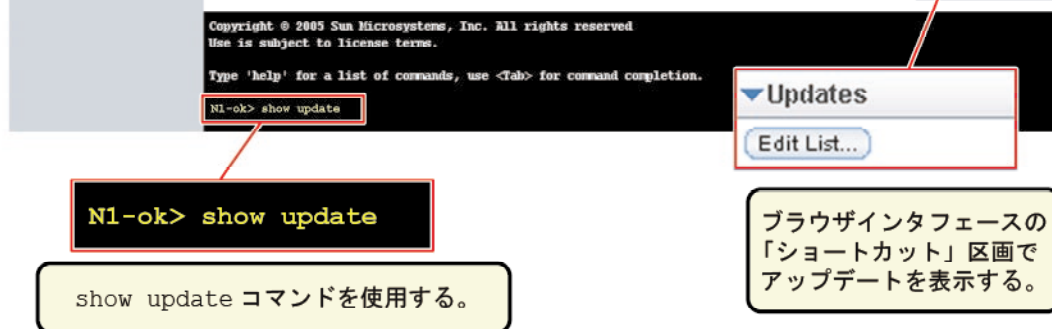 Copyright © 2005 Sun Microsystems, Inc. All rights reserved
Use is subject to license terms.
Type 'help' for a list of commands, use <Tab> for command completion.
N1-ok> show update
Updates
Edit List...
N1-ok> show update
show update コマンドを使用する。
ブラウザインタフェースの
「ショートカット」区画で
アップデートを表示する。